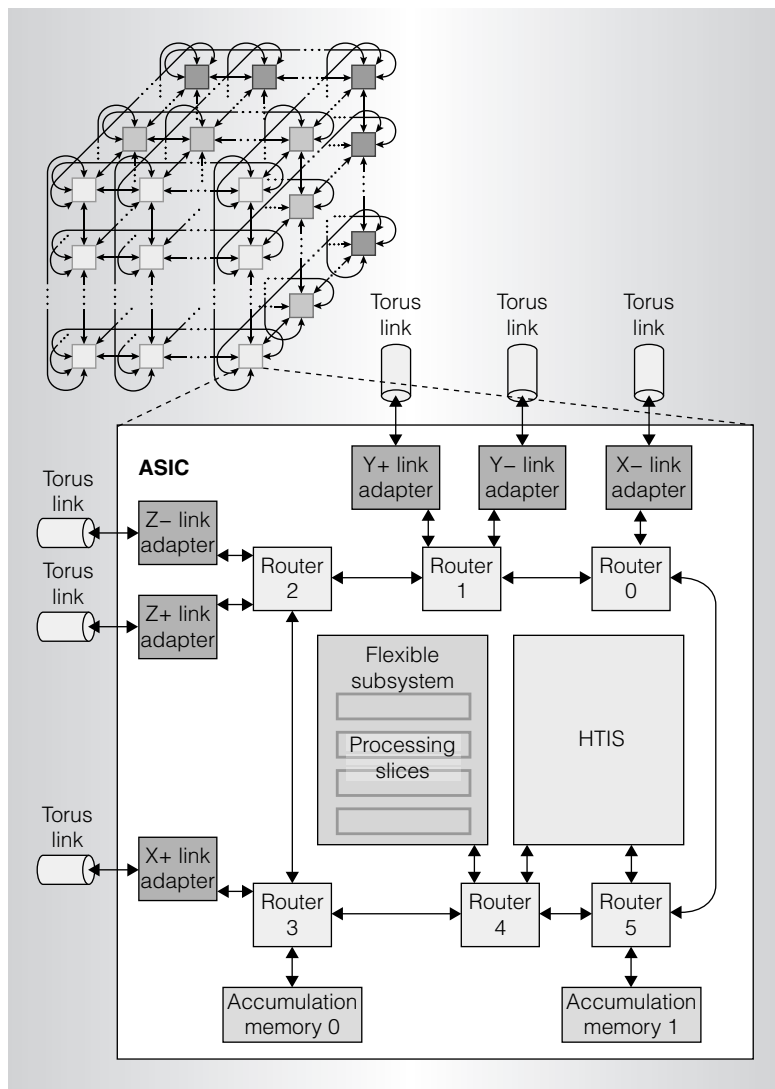 Torus
link
Torus
link
Torus
link
ASIC
Y+ link
adapter
Y− link
adapter
X− link
adapter
Torus
link
Z− link
adapter
Router
2
Router
1
Router
0
Torus
link
Z+ link
adapter
Flexible
subsystem
Processing
slices
HTIS
Torus
link
X+ link
adapter
Router
3
Router
4
Router
5
Accumulation
memory 0
Accumulation
memory 1